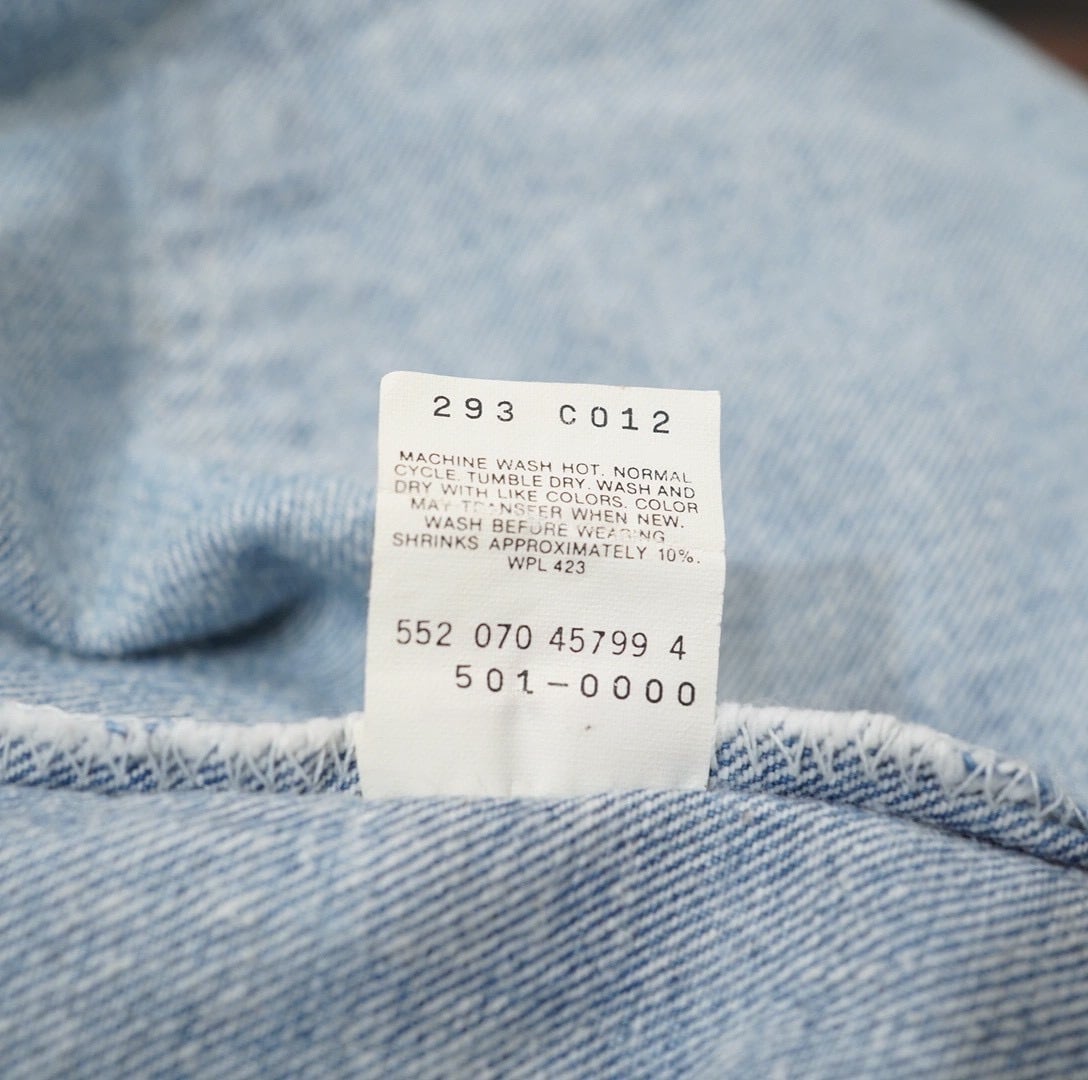 293 C012
MACHINE WASH HOT, NORMAL
CYCLE. TUMBLE DRY. WASH AND
DRY WITH LIKE COLORS. COLOR
MAY TRANSFER WHEN NEW.
WASH BEFORE WEARING
SHRINKS APPROXIMATELY 10%.
WPL 423
552 070 45799 4
501-0000